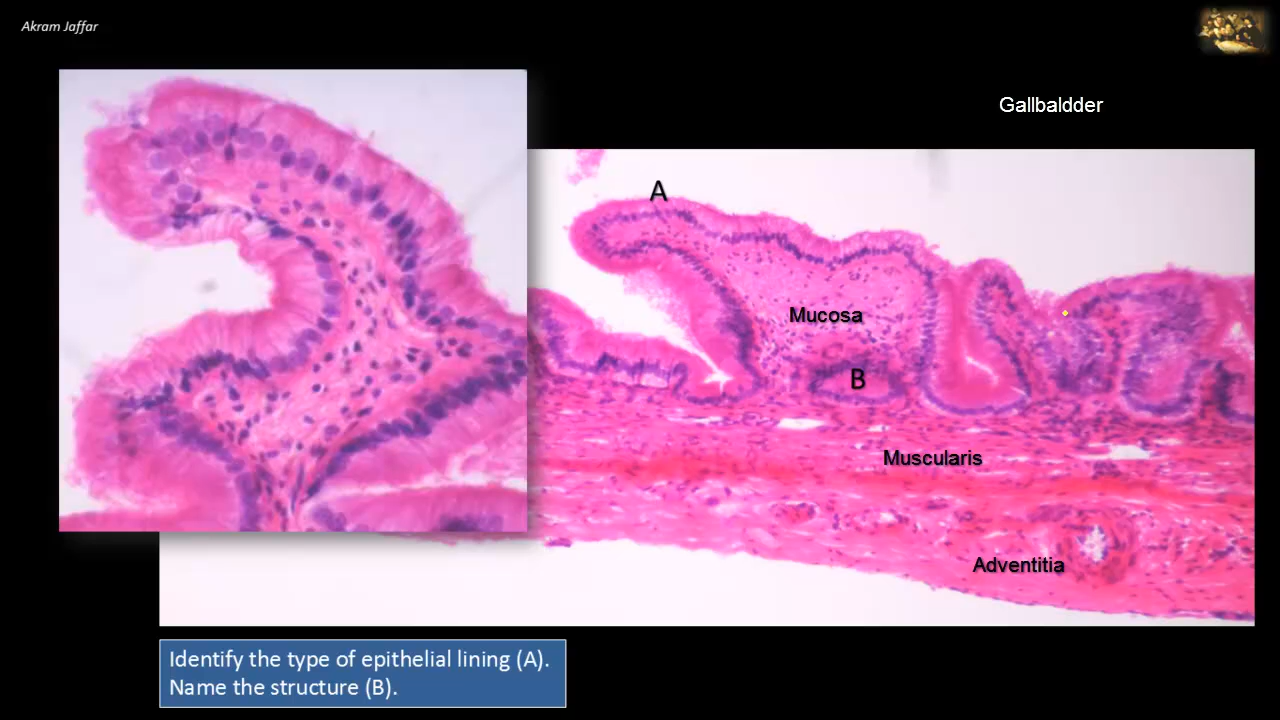 Akram Jaffar
Gallbaldder
A
Mucosa
B
Muscularis
Adventitia
Identify the type of epithelial lining (A).
Name the structure (B).